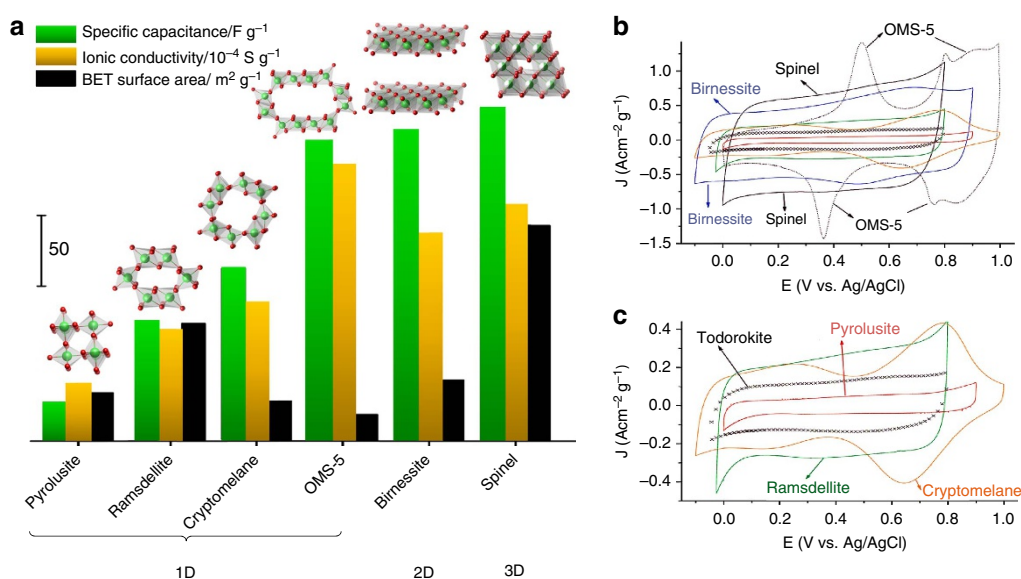 a
Specific capacitance/F g⁻¹
Ionic conductivity/10⁻⁴ S g⁻¹
BET surface area/ m² g⁻¹
50
Pyrolusite
Ramsdellite
Cryptomelane
OMS-5
Birnessite
Spinel
1D
2D
3D
b
OMS-5
Spinel
Birnessite
1.0
0.5
0.0
−0.5
−1.0
−1.5
J (Acm⁻² g⁻¹)
Birnessite
Spinel
OMS-5
0.0
0.2
0.4
0.6
0.8
1.0
E (V vs. Ag/AgCl)
c
Todorokite
Pyrolusite
0.4
0.2
0.0
−0.2
−0.4
J (Acm⁻² g⁻¹)
Ramsdellite
Cryptomelane
0.0
0.2
0.4
0.6
0.8
1.0
E (V vs. Ag/AgCl)